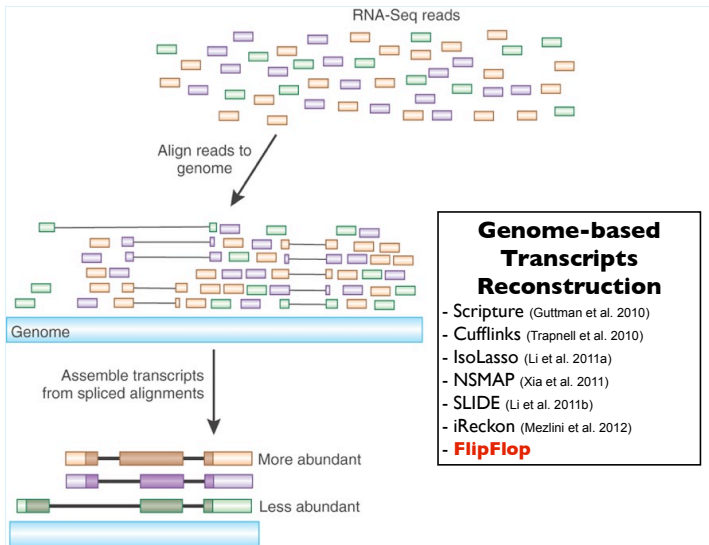 RNA-Seq reads
Align reads to
genome
Genome
Assemble transcripts
from spliced alignments
More abundant
Less abundant
Genome-based
Transcripts
Reconstruction
- Scripture (Guttman et al. 2010)
- Cufflinks (Trapnell et al. 2010)
- IsoLasso (Li et al. 2011a)
- NSMAP (Xia et al. 2011)
- SLIDE (Li et al. 2011b)
- iReckon (Mezlini et al. 2012)
- FlipFlop